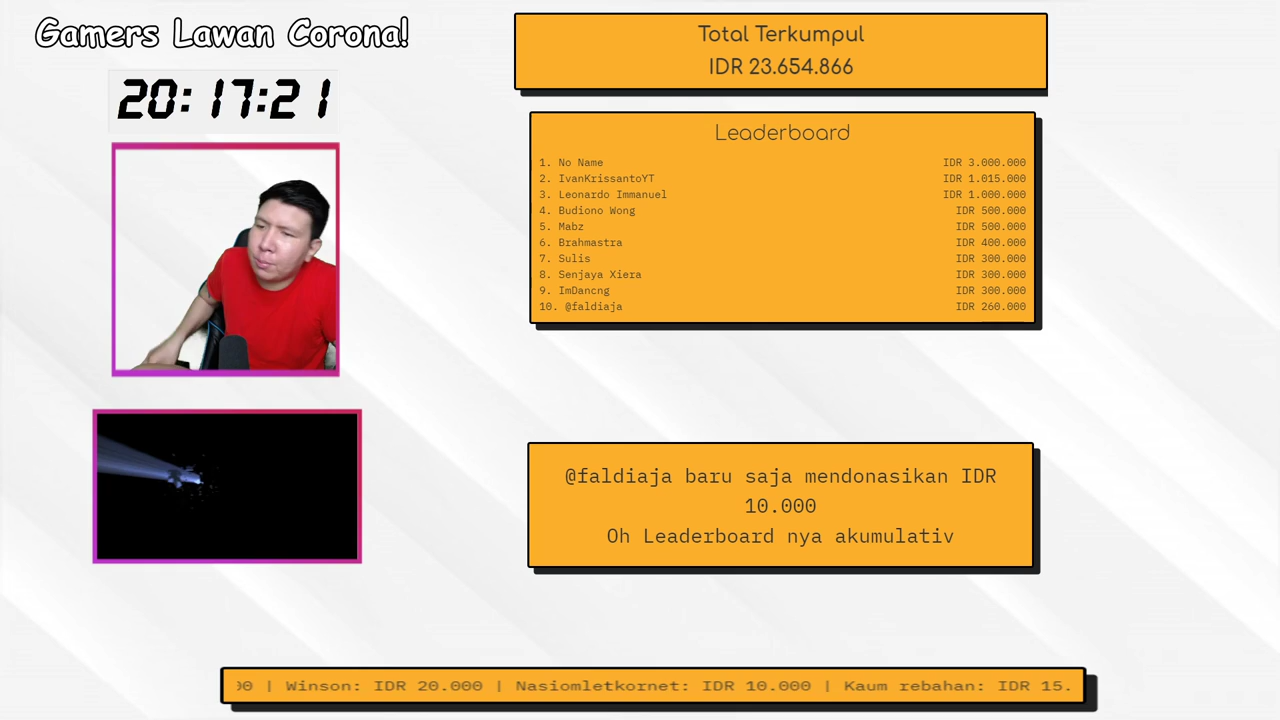 Gamers Lawan Corona!
20:17:21
Total Terkumpul
IDR 23.654.866
Leaderboard
1. No Name IDR 3.000.000
2. IvanKrissantoYT IDR 1.015.000
3. Leonardo Immanuel IDR 1.000.000
4. Budiono Wong IDR 500.000
5. Mabz IDR 500.000
6. Brahmastra IDR 400.000
7. Sulis IDR 300.000
8. Senjaya Xiera IDR 300.000
9. ImDancng IDR 300.000
10. @faldiaja IDR 260.000
@faldiaja baru saja mendonasikan IDR
10.000
Oh Leaderboard nya akumulativ
0 | Winson: IDR 20.000 | Nasiomletkornet: IDR 10.000 | Kaum rebahan: IDR 15.